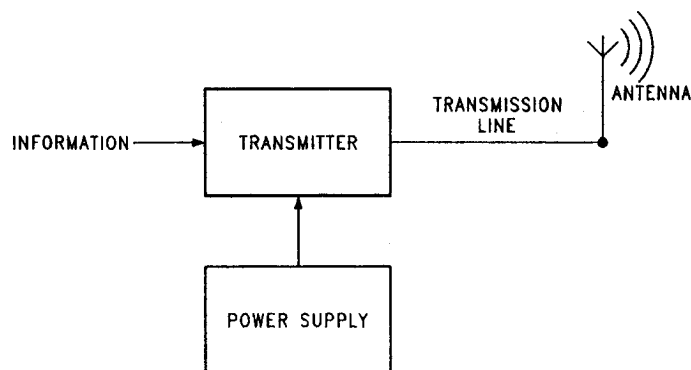 ANTENNA
TRANSMISSION
LINE
INFORMATION
TRANSMITTER
POWER SUPPLY